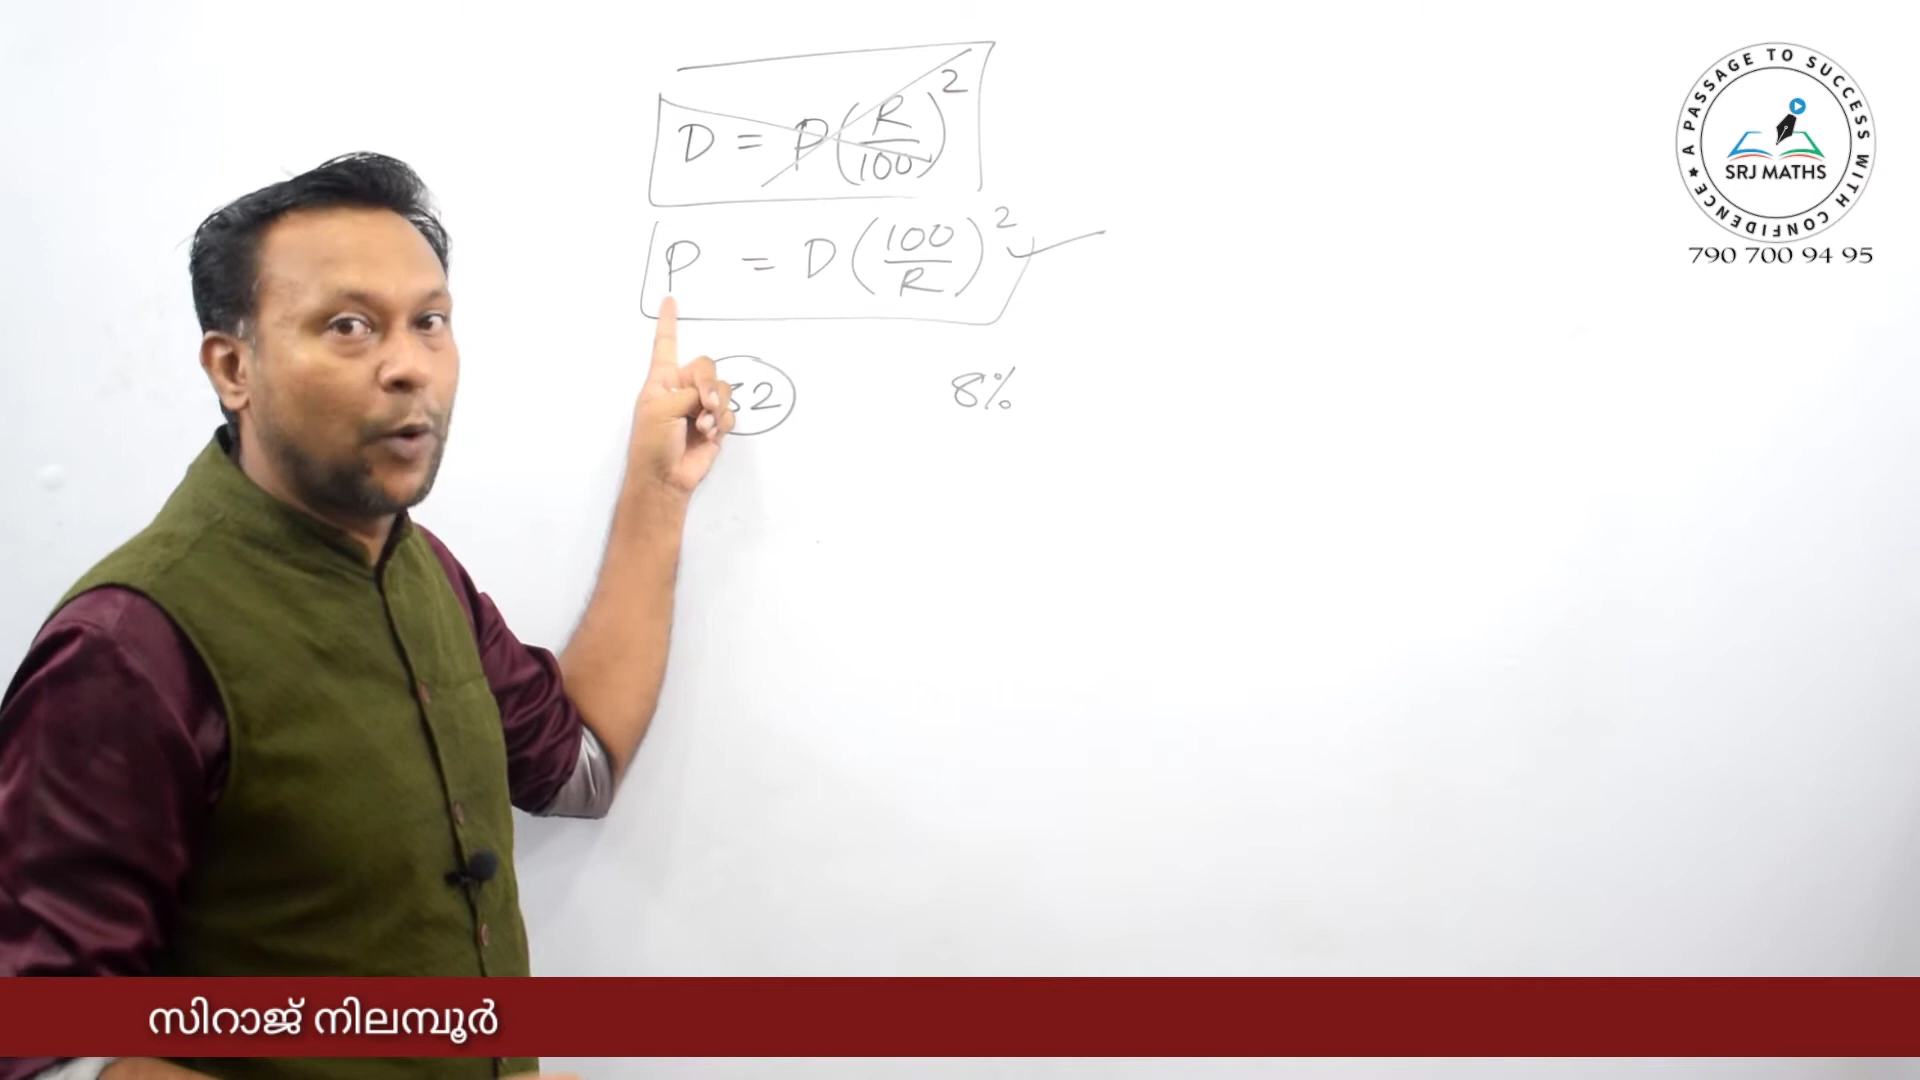 D = P(R/100)²
P = D(100/R)²
32 8%
A PASSAGE TO SUCCESS WITH CONFIDENCE ★
SRJ MATHS
790 700 94 95
സിറാജ് നിലമ്പൂർ